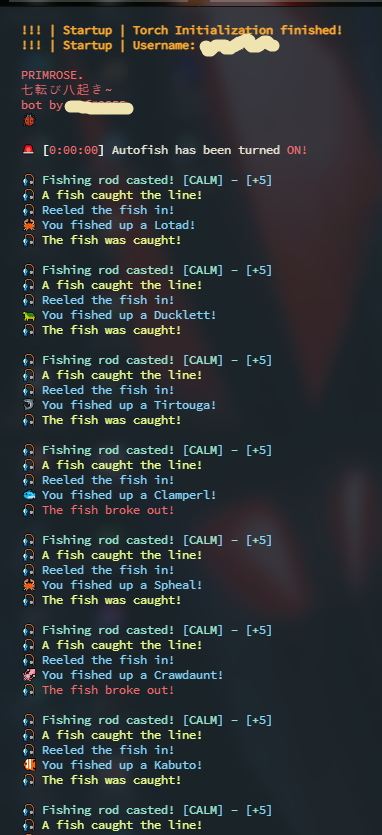 !!! | Startup | Torch Initialization finished!
!!! | Startup | Username:
PRIMROSE.
七転び八起き~
bot by
[0:00:00] Autofish has been turned ON!
Fishing rod casted! [CALM] - [+5]
A fish caught the line!
Reeled the fish in!
You fished up a Lotad!
The fish was caught!
Fishing rod casted! [CALM] - [+5]
A fish caught the line!
Reeled the fish in!
You fished up a Ducklett!
The fish was caught!
Fishing rod casted! [CALM] - [+5]
A fish caught the line!
Reeled the fish in!
You fished up a Tirtouga!
The fish was caught!
Fishing rod casted! [CALM] - [+5]
A fish caught the line!
Reeled the fish in!
You fished up a Clamperl!
The fish broke out!
Fishing rod casted! [CALM] - [+5]
A fish caught the line!
Reeled the fish in!
You fished up a Spheal!
The fish was caught!
Fishing rod casted! [CALM] - [+5]
A fish caught the line!
Reeled the fish in!
You fished up a Crawdaunt!
The fish broke out!
Fishing rod casted! [CALM] - [+5]
A fish caught the line!
Reeled the fish in!
You fished up a Kabuto!
The fish was caught!
Fishing rod casted! [CALM] - [+5]
A fish caught the line!